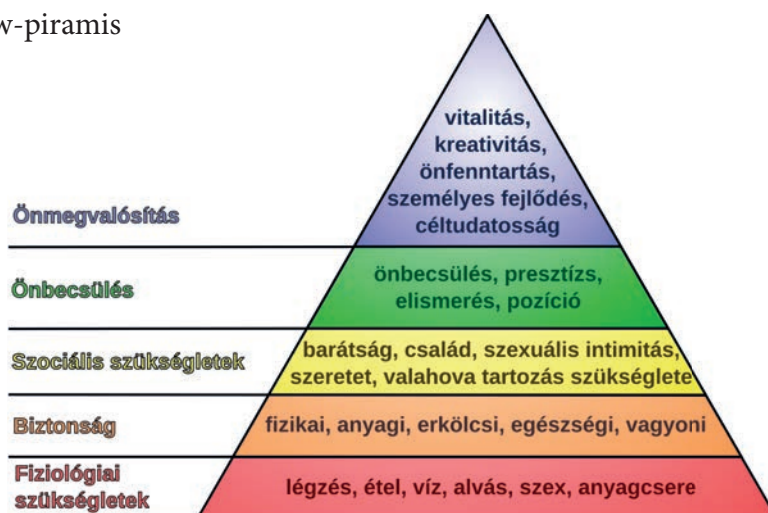 w-piramis
vitalitás,
kreativitás,
önfenntartás,
személyes fejlődés,
céltudatosság
Önmegvalósítás
önbecsülés, presztízs,
elismerés, pozíció
Önbecsülés
barátság, család, szexuális intimitás,
szeretet, valahova tartozás szükséglete
Szociális szükségletek
fizikai, anyagi, erkölcsi, egészségi, vagyoni
Biztonság
légzés, étel, víz, alvás, szex, anyagcsere
Fiziológiai
szükségletek